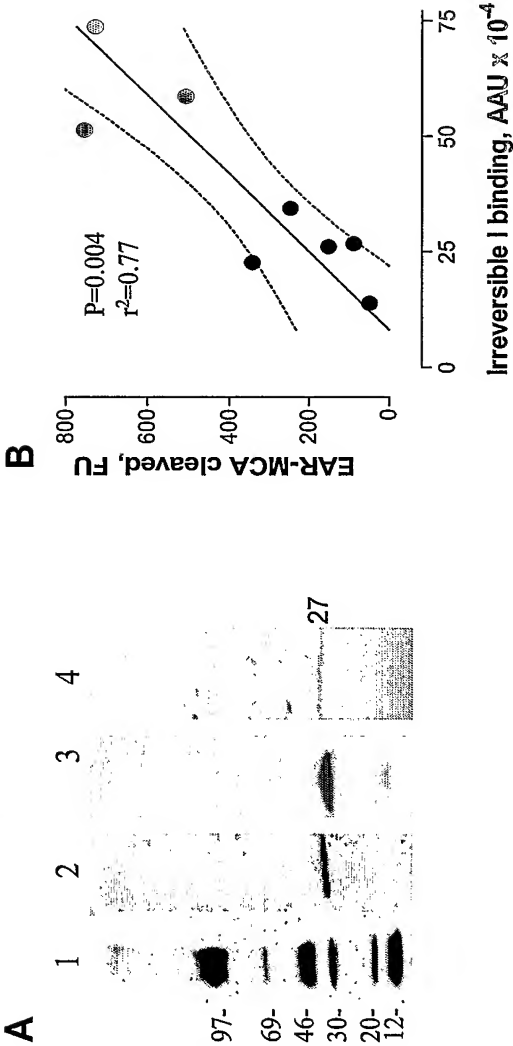 A
1 2 3 4
97-
69-
46-
30-
20-
12-
27
B
P=0.004
r²=0.77
EAR-MCA cleaved, FU
800
600
400
200
0
0 25 50 75
Irreversible I binding, AAU x 10⁻⁴